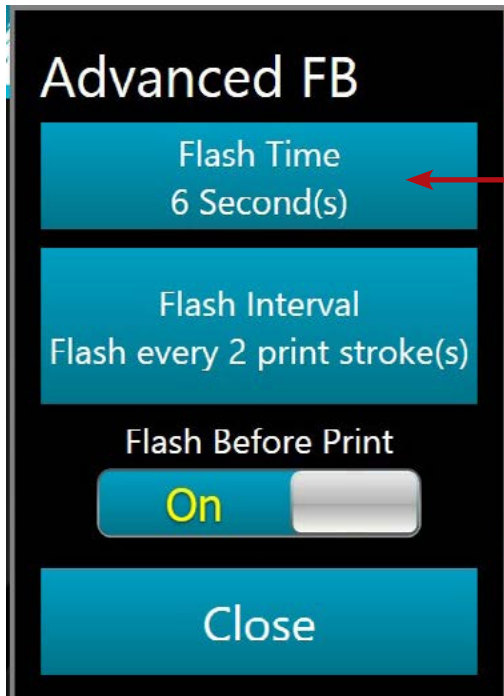 Advanced FB
Flash Time
6 Second(s)
Flash Interval
Flash every 2 print stroke(s)
Flash Before Print
On
Close